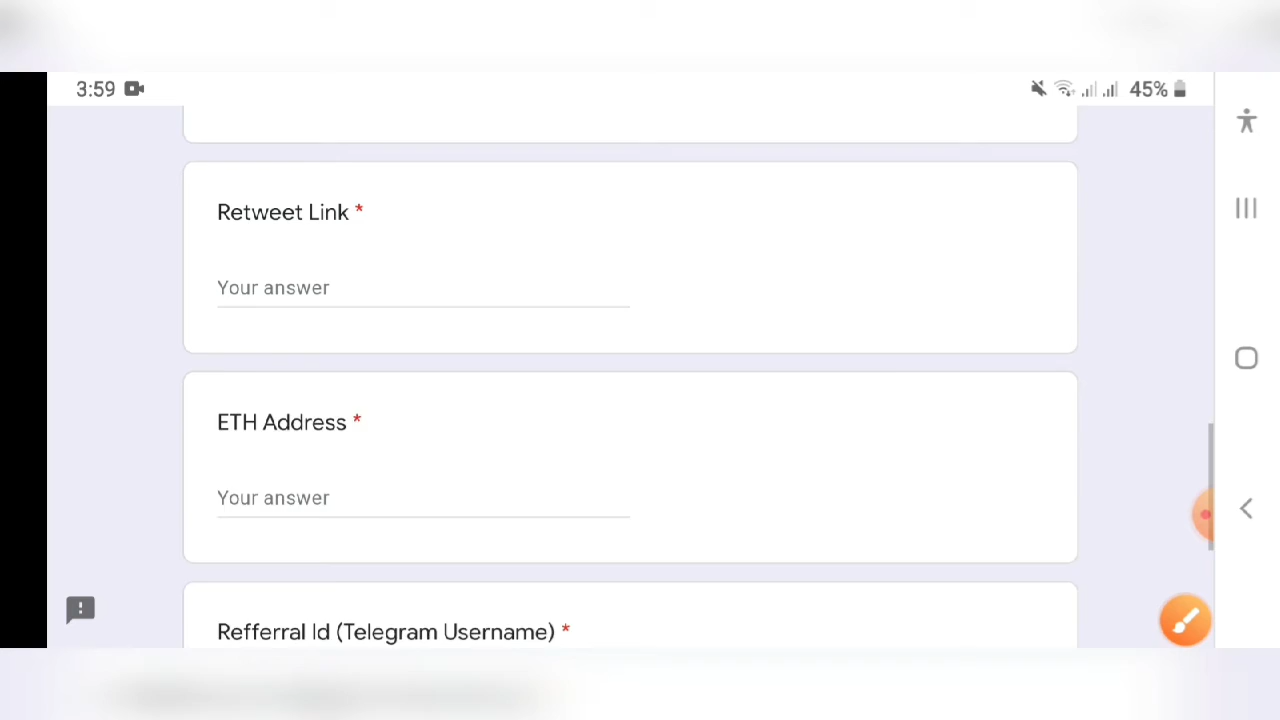 3:59
45%
Retweet Link *
Your answer
ETH Address *
Your answer
Refferral Id (Telegram Username) *